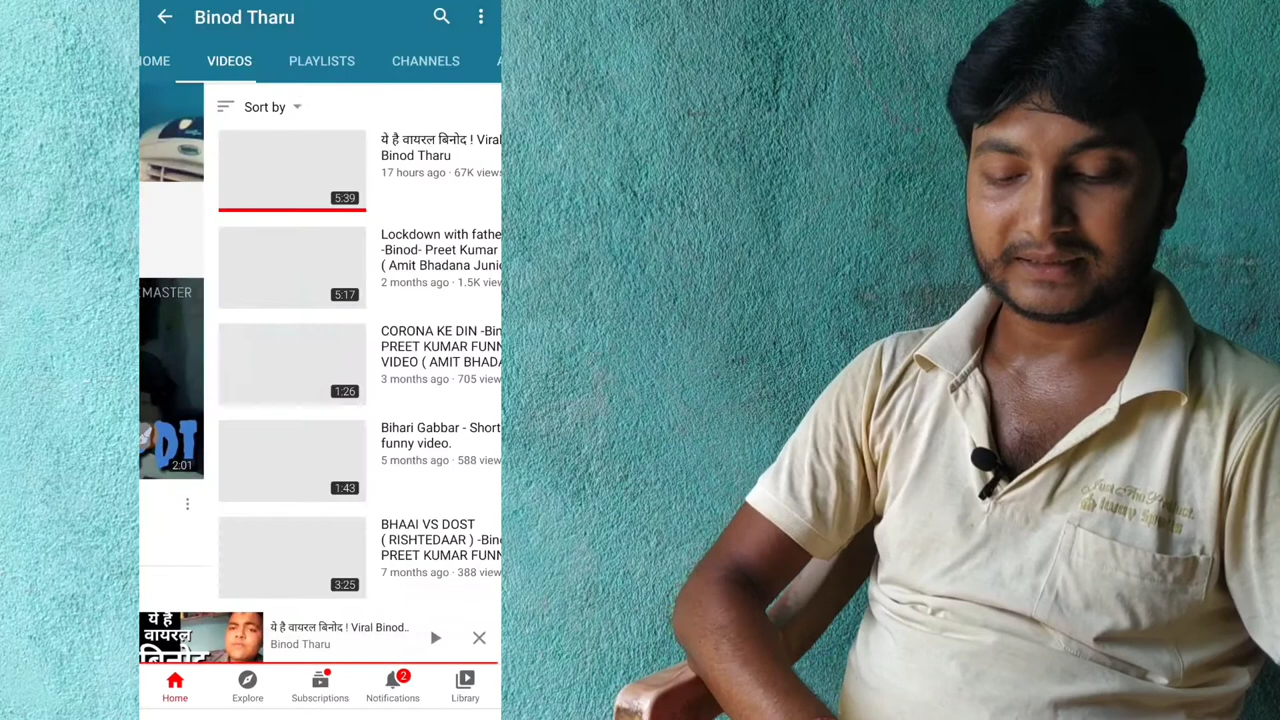 Binod Tharu
HOME VIDEOS PLAYLISTS CHANNELS A
Sort by
ये है वायरल बिनोद ! Viral
Binod Tharu
17 hours ago · 67K views
5:39
Lockdown with fathe
-Binod- Preet Kumar
( Amit Bhadana Junio
2 months ago · 1.5K view
5:17
CORONA KE DIN -Bin
PREET KUMAR FUNN
VIDEO ( AMIT BHADA
3 months ago · 705 view
1:26
Bihari Gabbar - Short
funny video.
5 months ago · 588 view
1:43
BHAAI VS DOST
( RISHTEDAAR ) -Bino
PREET KUMAR FUNN
7 months ago · 388 view
3:25
MASTER
DT
2:01
ये है
वायरल
बिनोद
ये है वायरल बिनोद ! Viral Binod..
Binod Tharu
Home Explore Subscriptions Notifications Library
2